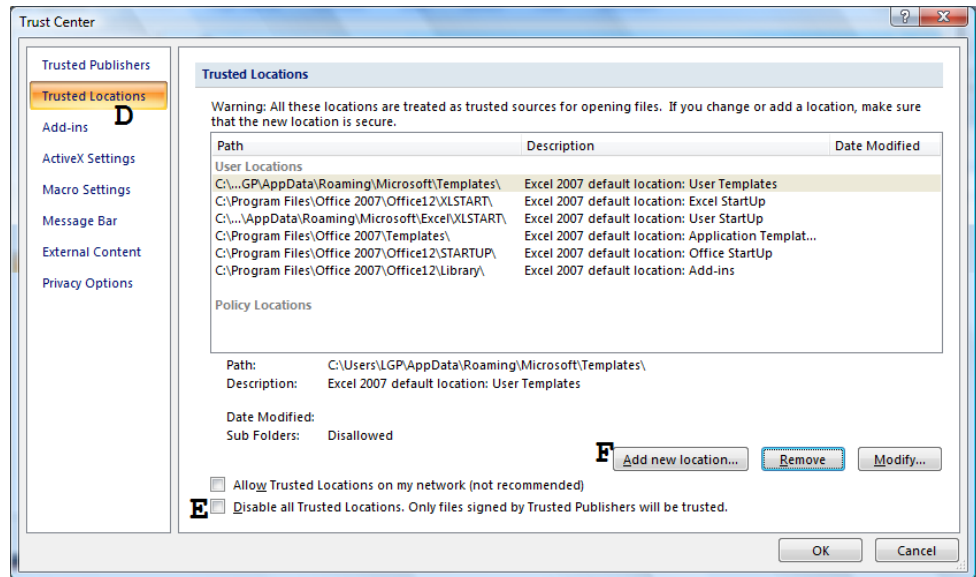 Trust Center
Trusted Publishers
Trusted Locations
D
Add-ins
ActiveX Settings
Macro Settings
Message Bar
External Content
Privacy Options
Trusted Locations
Warning: All these locations are treated as trusted sources for opening files.  If you change or add a location, make sure
that the new location is secure.
Path Description Date Modified
User Locations
C:\...GP\AppData\Roaming\Microsoft\Templates\ Excel 2007 default location: User Templates
C:\Program Files\Office 2007\Office12\XLSTART\ Excel 2007 default location: Excel StartUp
C:\...\AppData\Roaming\Microsoft\Excel\XLSTART\ Excel 2007 default location: User StartUp
C:\Program Files\Office 2007\Templates\ Excel 2007 default location: Application Templat...
C:\Program Files\Office 2007\Office12\STARTUP\ Excel 2007 default location: Office StartUp
C:\Program Files\Office 2007\Office12\Library\ Excel 2007 default location: Add-ins
Policy Locations
Path: C:\Users\LGP\AppData\Roaming\Microsoft\Templates\
Description: Excel 2007 default location: User Templates
Date Modified:
Sub Folders: Disallowed
F Add new location... Remove Modify...
Allow Trusted Locations on my network (not recommended)
E Disable all Trusted Locations. Only files signed by Trusted Publishers will be trusted.
OK Cancel